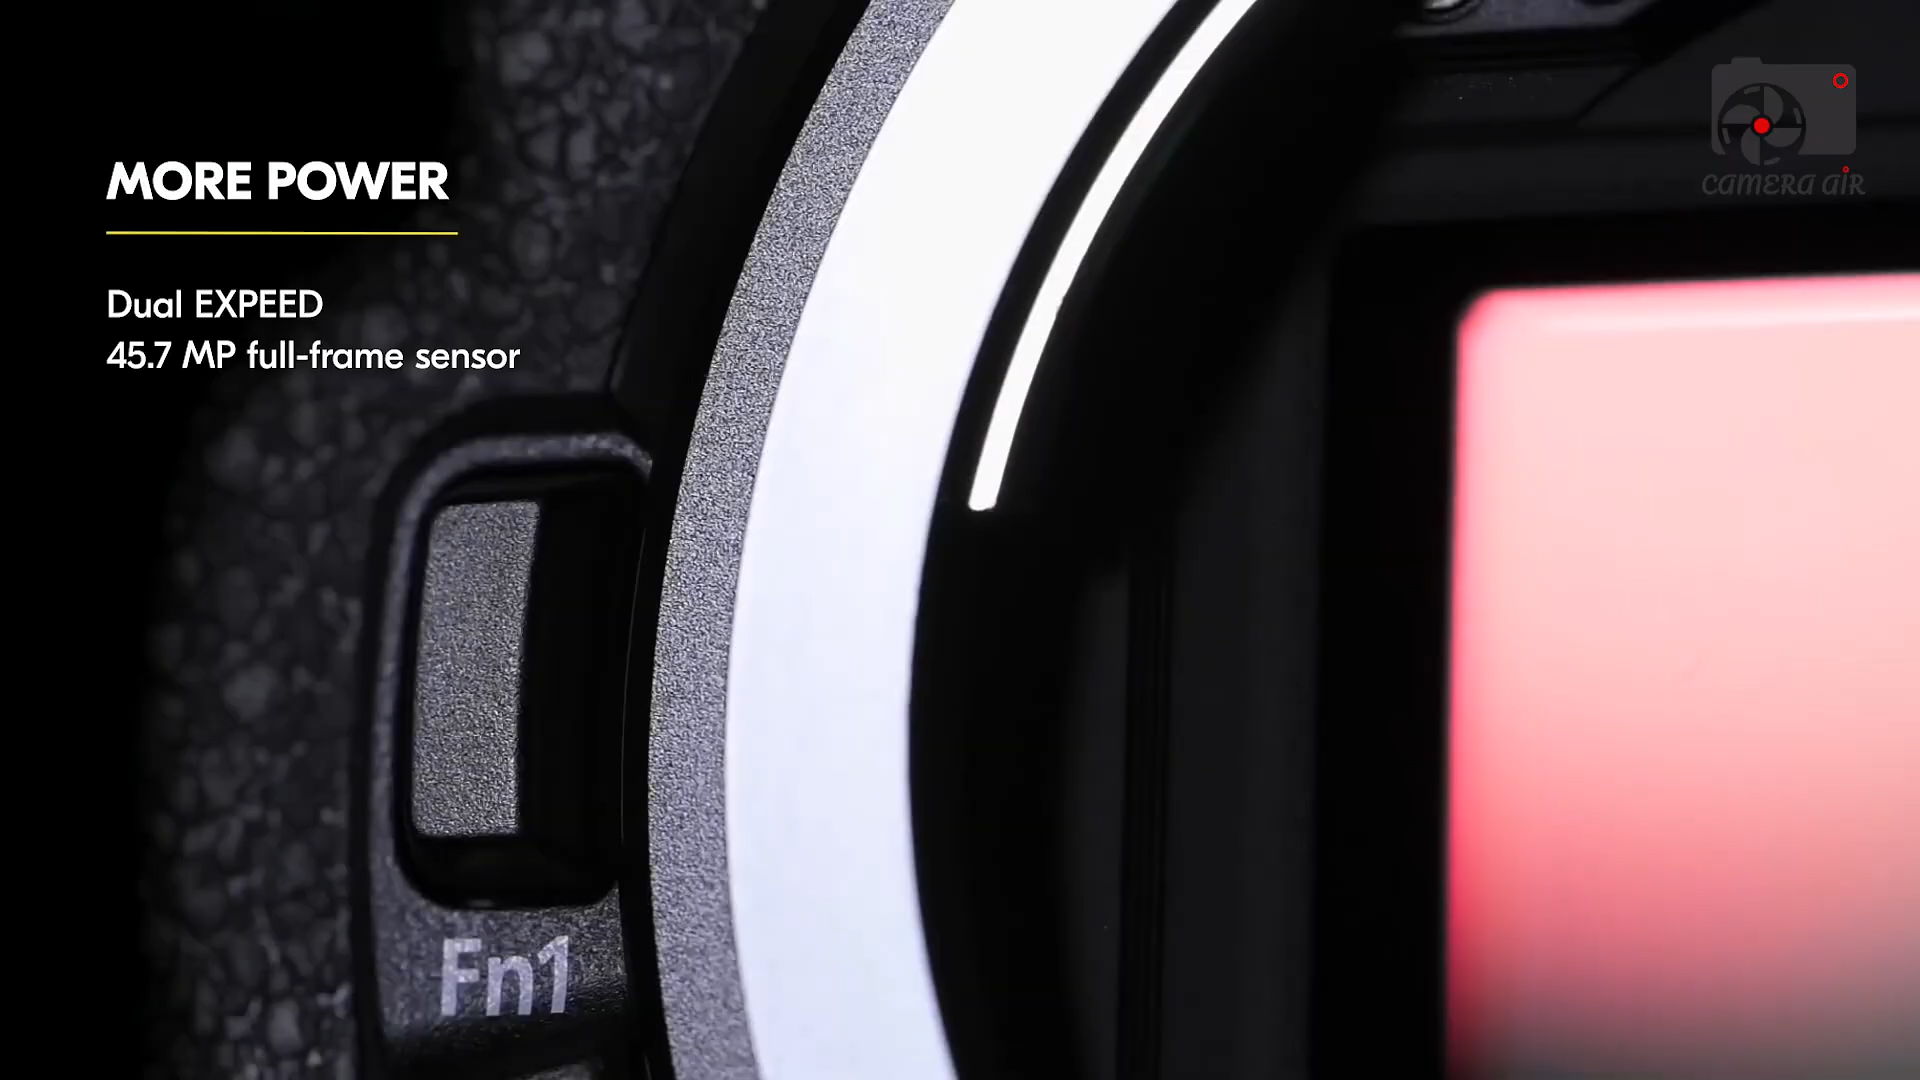 MORE POWER
Dual EXPEED
45.7 MP full-frame sensor
Fn1
CAMERA AIR